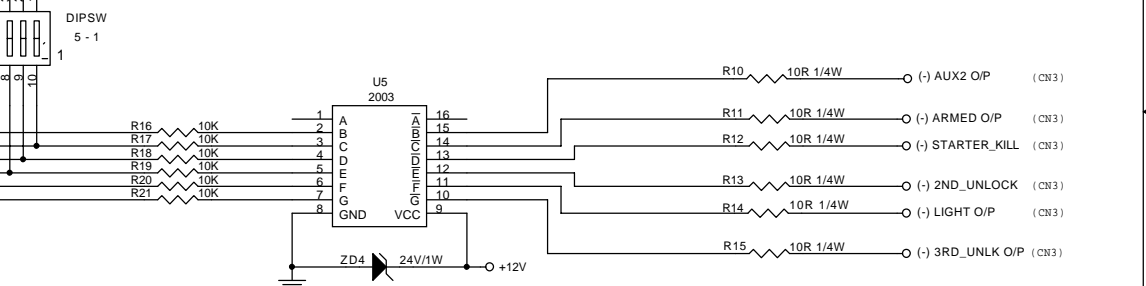 DIPSW
5 - 1
1
8
9
10
U5
2003
1 A A 16
2 B B 15
3 C C 14
4 D D 13
5 E E 12
6 F F 11
7 G G 10
8 GND VCC 9
R16 10K
R17 10K
R18 10K
R19 10K
R20 10K
R21 10K
ZD4 24V/1W +12V
R10 10R 1/4W (-) AUX2 O/P (CN3)
R11 10R 1/4W (-) ARMED O/P (CN3)
R12 10R 1/4W (-) STARTER_KILL (CN3)
R13 10R 1/4W (-) 2ND_UNLOCK (CN3)
R14 10R 1/4W (-) LIGHT O/P (CN3)
R15 10R 1/4W (-) 3RD_UNLK O/P (CN3)